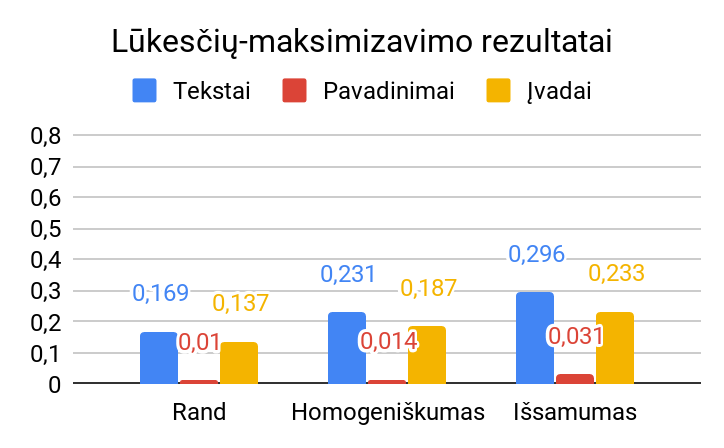 Lūkesčių-maksimizavimo rezultatai
Tekstai Pavadinimai Įvadai
0,8
0,7
0,6
0,5
0,4
0,3
0,2
0,1
0
0,169 0,01 0,137
0,231 0,014 0,187
0,296 0,031 0,233
Rand Homogeniškumas Išsamumas